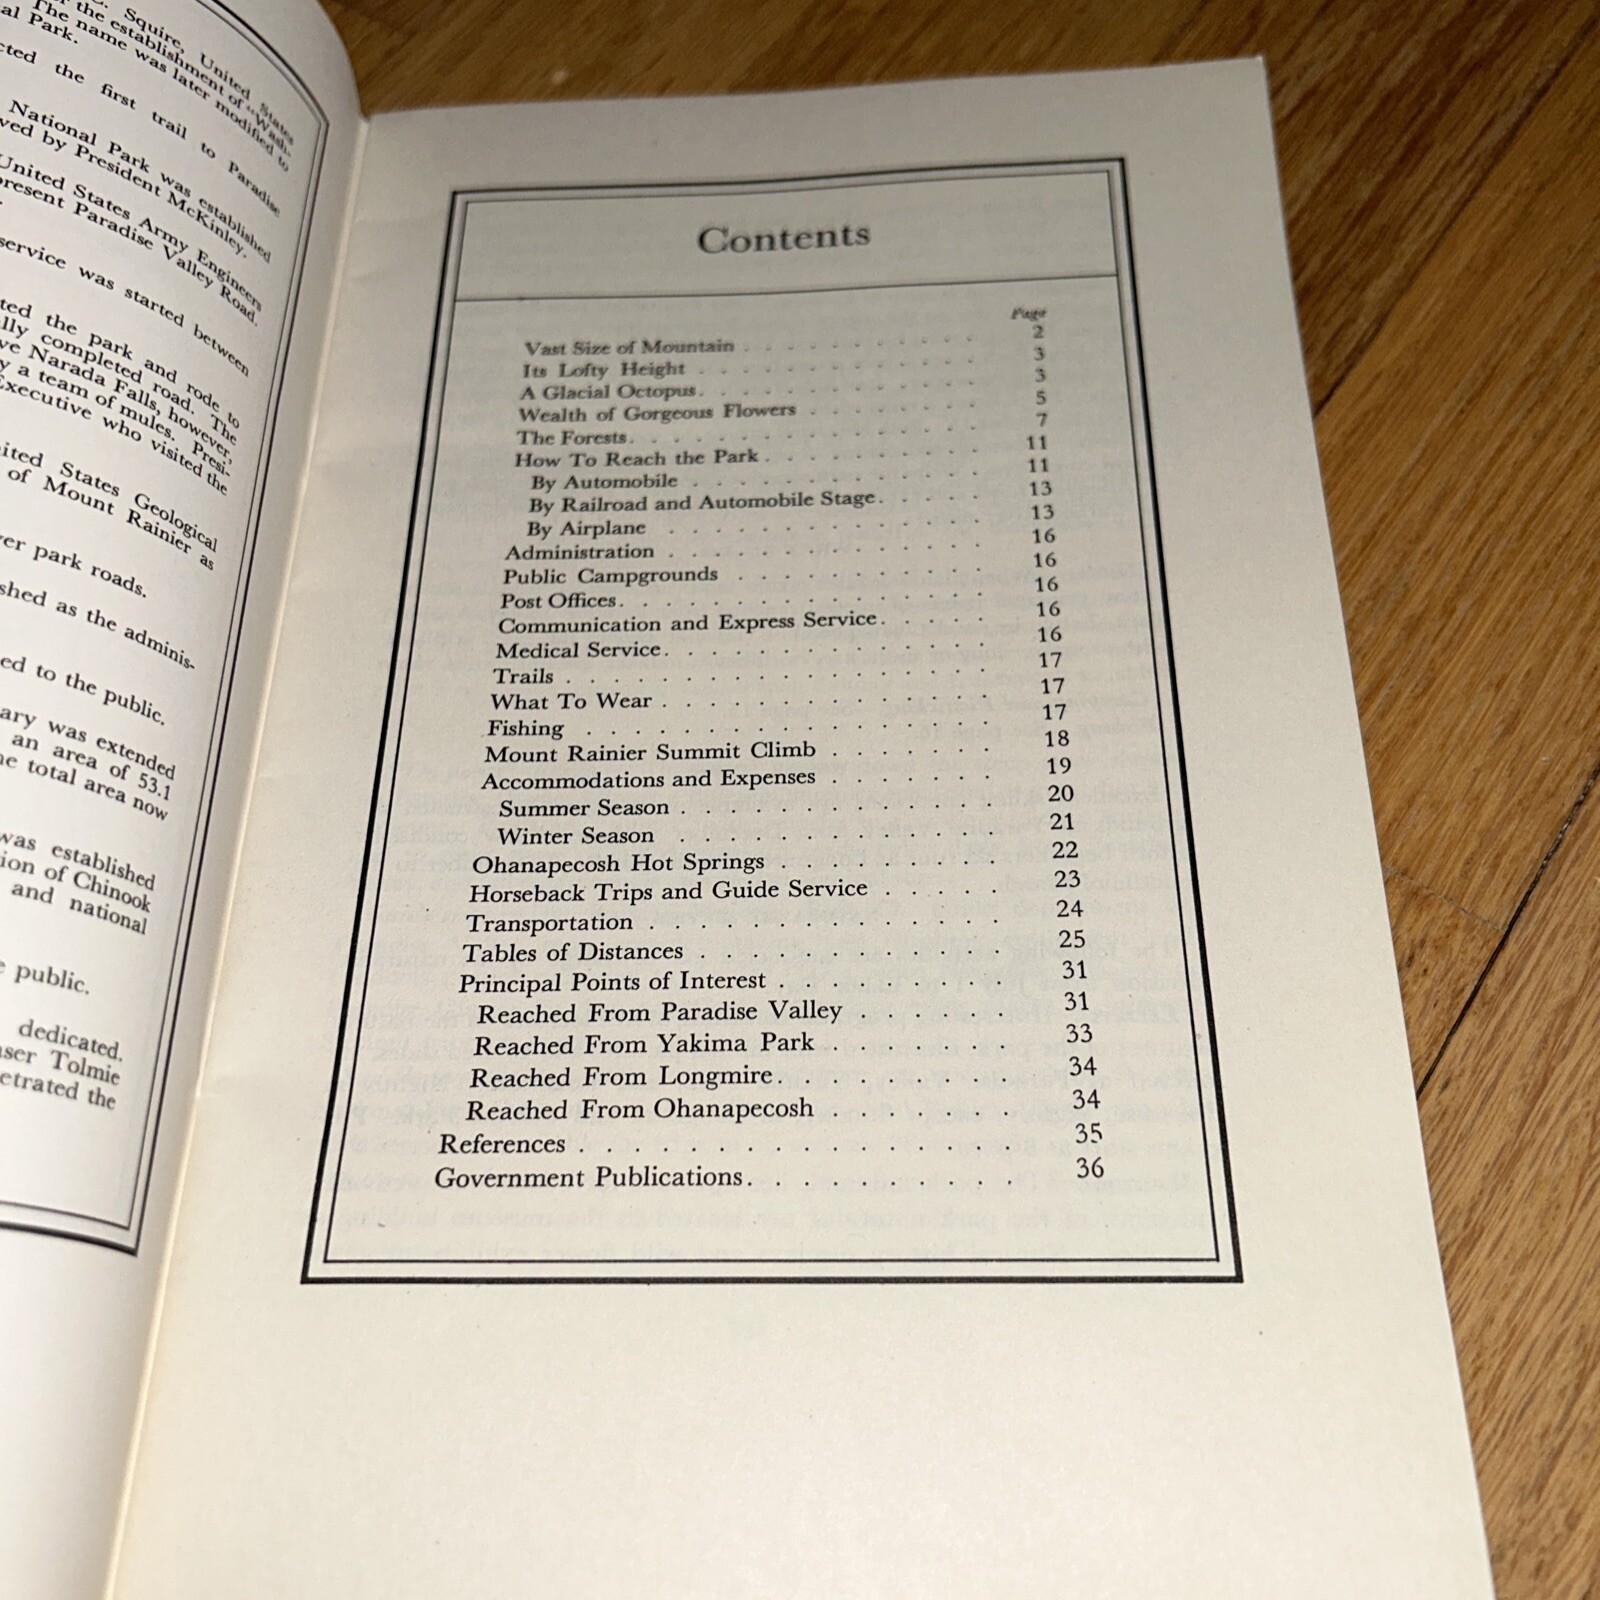 Squire, United States
the establishment of "Wash-
The name was later modified to
al Park.
cted the first trail to Paradise
National Park was established
ved by President McKinley.
United States Army Engineers
present Paradise Valley Road.
service was started between
ted the park and rode to
lly completed road. The
ve Narada Falls, however,
y a team of mules. Presi-
Executive who visited the
ited States Geological
of Mount Rainier as
ver park roads.
shed as the adminis-
ed to the public.
ary was extended
an area of 53.1
he total area now
was established
ion of Chinook
and national
e public.
dedicated.
aser Tolmie
etrated the
Contents
Page
Vast Size of Mountain . . . . . . . . . . . 2
Its Lofty Height . . . . . . . . . . . . . 3
A Glacial Octopus. . . . . . . . . . . . . 3
Wealth of Gorgeous Flowers . . . . . . . . 5
The Forests. . . . . . . . . . . . . . . . 7
How To Reach the Park . . . . . . . . . . 11
By Automobile . . . . . . . . . . . . . 11
By Railroad and Automobile Stage. . . . . 13
By Airplane . . . . . . . . . . . . . . 13
Administration . . . . . . . . . . . . . . 16
Public Campgrounds . . . . . . . . . . . 16
Post Offices. . . . . . . . . . . . . . . 16
Communication and Express Service. . . . . 16
Medical Service. . . . . . . . . . . . . . 16
Trails . . . . . . . . . . . . . . . . . . 17
What To Wear . . . . . . . . . . . . . . 17
Fishing . . . . . . . . . . . . . . . . . 17
Mount Rainier Summit Climb . . . . . . . 18
Accommodations and Expenses . . . . . . . 19
Summer Season . . . . . . . . . . . . . 20
Winter Season . . . . . . . . . . . . . 21
Ohanapecosh Hot Springs . . . . . . . . . 22
Horseback Trips and Guide Service . . . . . 23
Transportation . . . . . . . . . . . . . . 24
Tables of Distances . . . . . . . . . . . . 25
Principal Points of Interest . . . . . . . . . 31
Reached From Paradise Valley . . . . . . 31
Reached From Yakima Park . . . . . . . 33
Reached From Longmire. . . . . . . . . 34
Reached From Ohanapecosh . . . . . . . 34
References . . . . . . . . . . . . . . . . 35
Government Publications. . . . . . . . . . 36